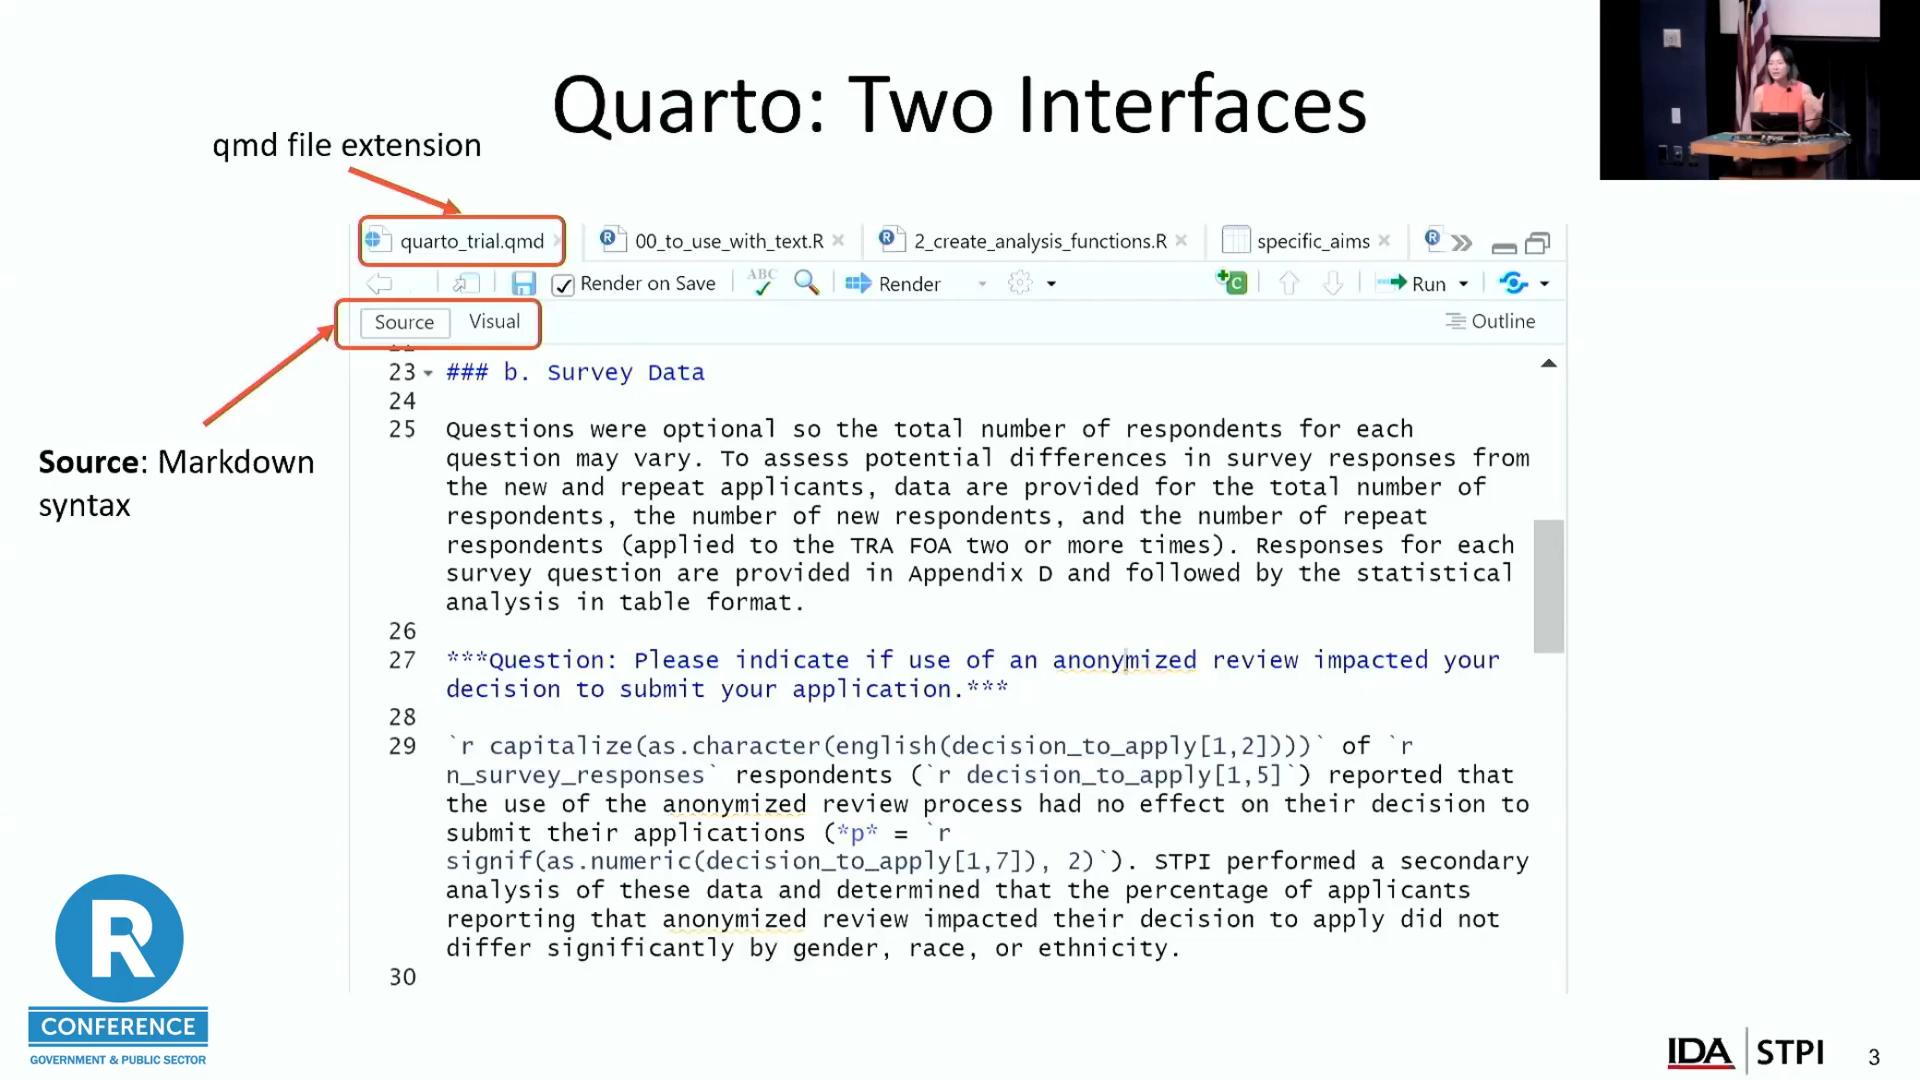 Quarto: Two Interfaces
qmd file extension
quarto_trial.qmd
00_to_use_with_text.R
2_create_analysis_functions.R
specific_aims
Render on Save
ABC
Render
Run
Source
Visual
Outline
23 ### b. Survey Data
24
25 Questions were optional so the total number of respondents for each
question may vary. To assess potential differences in survey responses from
the new and repeat applicants, data are provided for the total number of
respondents, the number of new respondents, and the number of repeat
respondents (applied to the TRA FOA two or more times). Responses for each
survey question are provided in Appendix D and followed by the statistical
analysis in table format.
26
27 ***Question: Please indicate if use of an anonymized review impacted your
decision to submit your application.***
28
29 `r capitalize(as.character(english(decision_to_apply[1,2])))` of `r
n_survey_responses` respondents (`r decision_to_apply[1,5]`) reported that
the use of the anonymized review process had no effect on their decision to
submit their applications (*p* = `r
signif(as.numeric(decision_to_apply[1,7]), 2)`). STPI performed a secondary
analysis of these data and determined that the percentage of applicants
reporting that anonymized review impacted their decision to apply did not
differ significantly by gender, race, or ethnicity.
30
Source: Markdown
syntax
R
CONFERENCE
GOVERNMENT & PUBLIC SECTOR
IDA | STPI
3